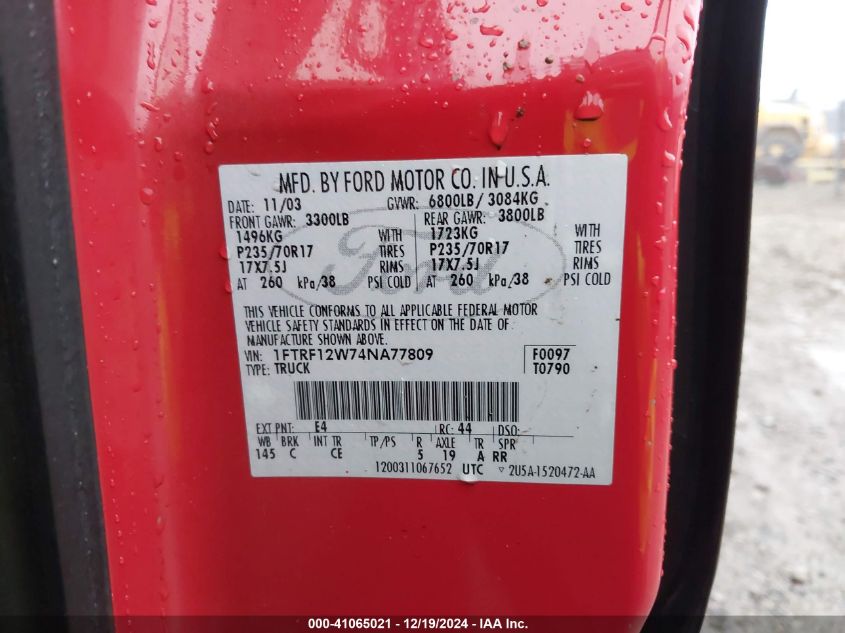 MFD. BY FORD MOTOR CO. IN U.S.A.
DATE: 11/03 GVWR: 6800LB/ 3084KG
FRONT GAWR: 3300LB REAR GAWR: 3800LB
1496KG WITH 1723KG WITH
P235/70R17 TIRES P235/70R17 TIRES
17X7.5J RIMS 17X7.5J RIMS
AT 260 kPa/38 PSI COLD AT 260 kPa/38 PSI COLD
Ford
THIS VEHICLE CONFORMS TO ALL APPLICABLE FEDERAL MOTOR
VEHICLE SAFETY STANDARDS IN EFFECT ON THE DATE OF
MANUFACTURE SHOWN ABOVE.
VIN: 1FTRF12W74NA77809 F0097
TYPE: TRUCK T0790
EXT PNT: E4 RC: 44 DSO:
WB BRK INT TR TP/PS R AXLE TR SPR
145 C CE 5 19 A RR
1200311067652 UTC ▽ 2U5A-1520472-AA
000-41065021 - 12/19/2024 - IAA Inc.